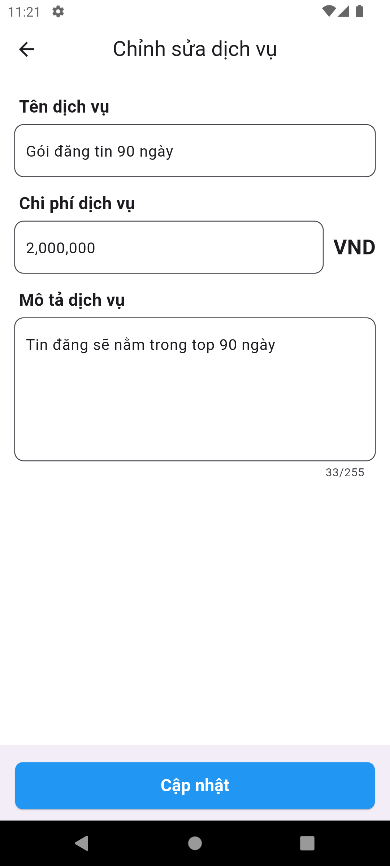 11:21
Chỉnh sửa dịch vụ
Tên dịch vụ
Gói đăng tin 90 ngày
Chi phí dịch vụ
2,000,000
VND
Mô tả dịch vụ
Tin đăng sẽ nằm trong top 90 ngày
33/255
Cập nhật